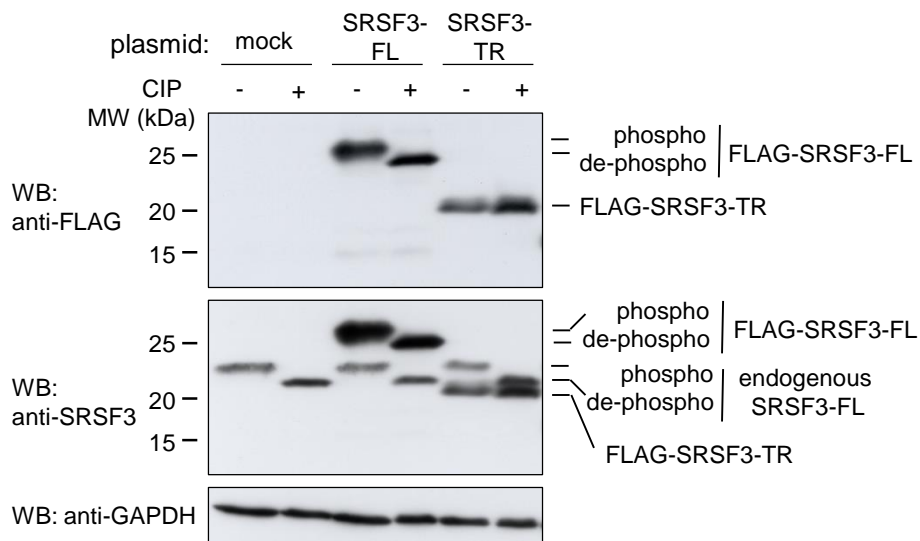 plasmid: mock SRSF3-FL SRSF3-TR
CIP - + - + - +
MW (kDa)
25
20
15
WB:
anti-FLAG
phospho
de-phospho
FLAG-SRSF3-FL
FLAG-SRSF3-TR
25
20
15
WB:
anti-SRSF3
phospho
de-phospho
FLAG-SRSF3-FL
phospho
de-phospho
endogenous
SRSF3-FL
FLAG-SRSF3-TR
WB: anti-GAPDH